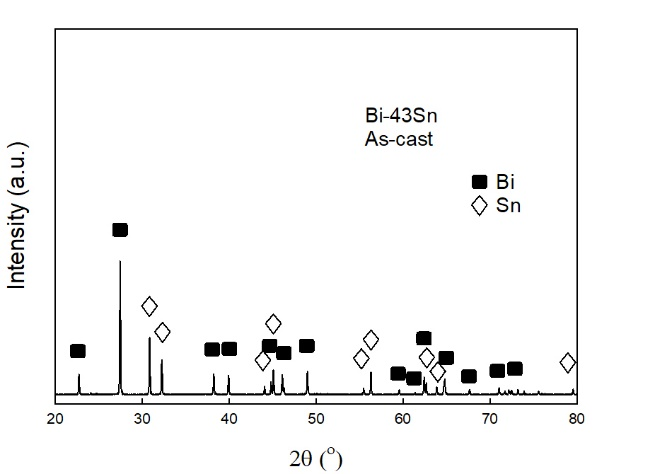 Bi-43Sn
As-cast
Bi
Sn
Intensity (a.u.)
20 30 40 50 60 70 80
2θ (°)